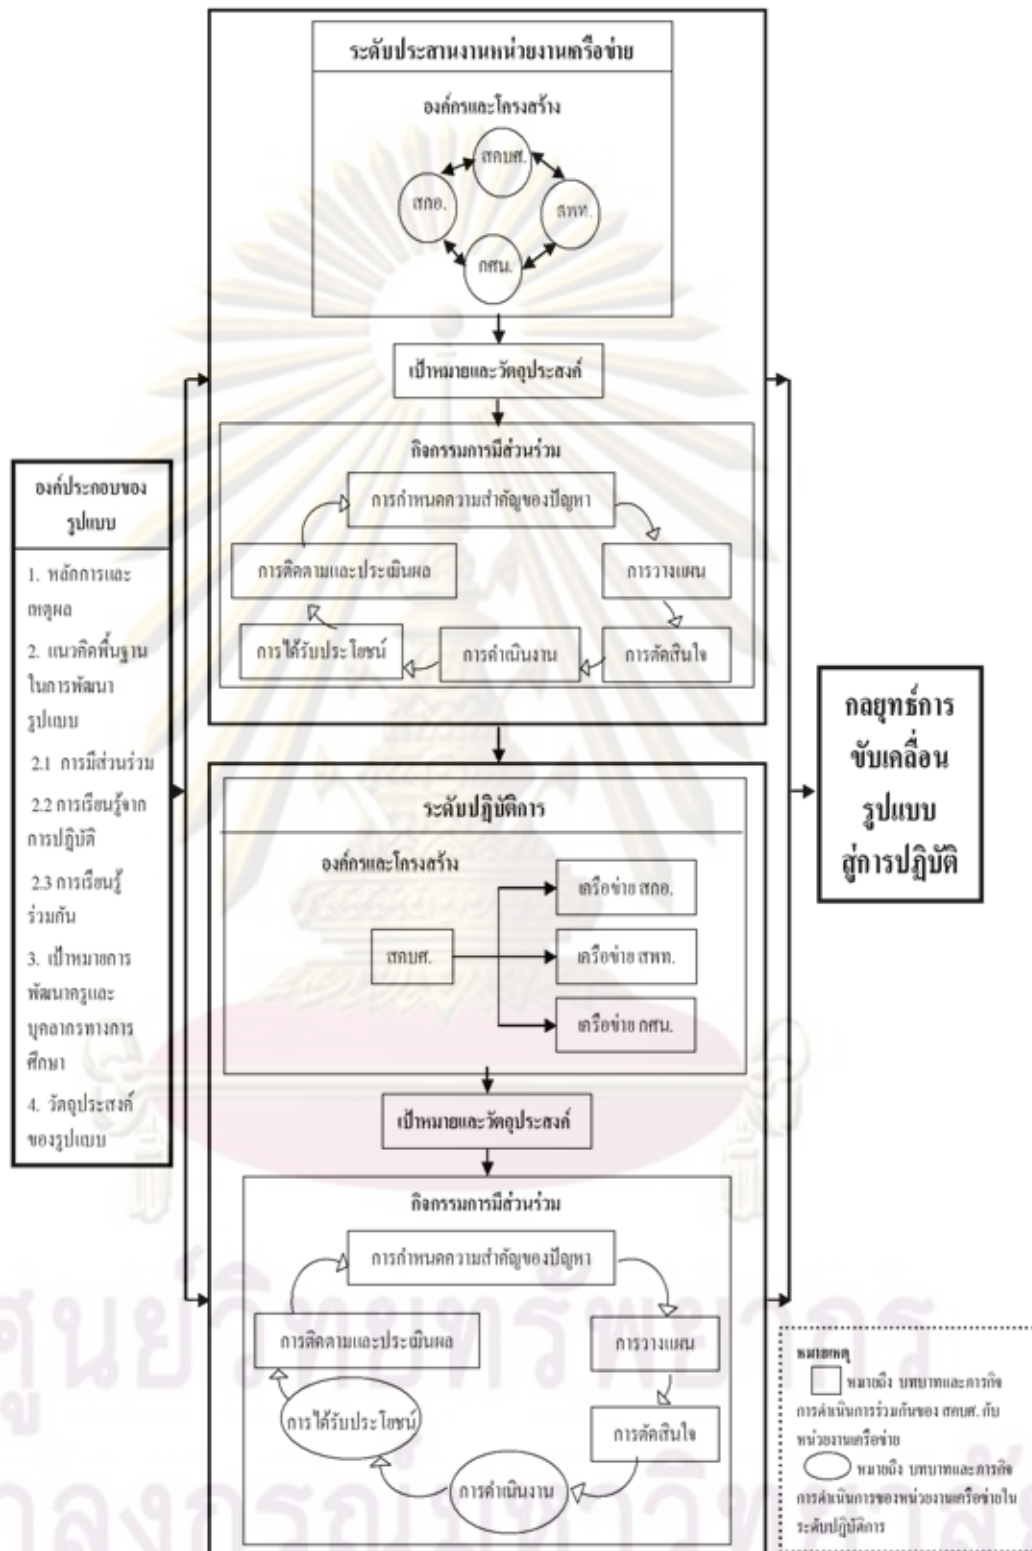 ระดับประสานงานหน่วยงานเครือข่าย
องค์กรและโครงสร้าง
สคบศ.
สกอ.
สพท.
กศน.
เป้าหมายและวัตถุประสงค์
กิจกรรมการมีส่วนร่วม
การกำหนดความสำคัญของปัญหา
การติดตามและประเมินผล
การวางแผน
การได้รับประโยชน์
การดำเนินงาน
การตัดสินใจ
องค์ประกอบของ
รูปแบบ
1. หลักการและ
เหตุผล
2. แนวคิดพื้นฐาน
ในการพัฒนา
รูปแบบ
2.1 การมีส่วนร่วม
2.2 การเรียนรู้จาก
การปฏิบัติ
2.3 การเรียนรู้
ร่วมกัน
3. เป้าหมายการ
พัฒนาครูและ
บุคลากรทางการ
ศึกษา
4. วัตถุประสงค์
ของรูปแบบ
ระดับปฏิบัติการ
องค์กรและโครงสร้าง
สคบศ.
เครือข่าย สกอ.
เครือข่าย สพท.
เครือข่าย กศน.
เป้าหมายและวัตถุประสงค์
กิจกรรมการมีส่วนร่วม
การกำหนดความสำคัญของปัญหา
การติดตามและประเมินผล
การวางแผน
การได้รับประโยชน์
การตัดสินใจ
การดำเนินงาน
กลยุทธ์การ
ขับเคลื่อน
รูปแบบ
สู่การปฏิบัติ
หมายเหตุ
หมายถึง บทบาทและภารกิจ
การดำเนินการร่วมกันของ สคบศ. กับ
หน่วยงานเครือข่าย
หมายถึง บทบาทและภารกิจ
การดำเนินการของหน่วยงานเครือข่ายใน
ระดับปฏิบัติการ
ศูนย์วิทยทรัพยากร